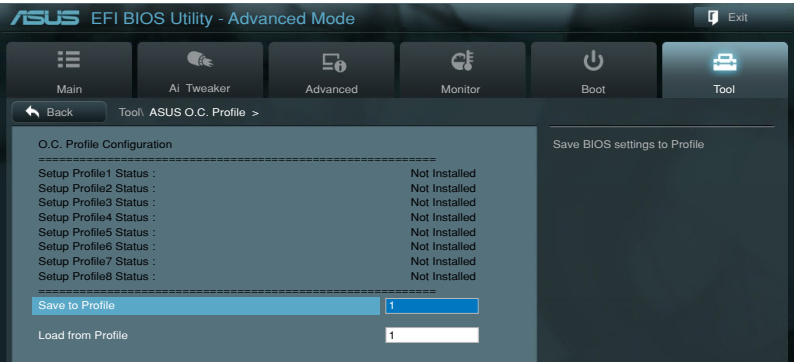 ASUS EFI BIOS Utility - Advanced Mode
Exit
Main
Ai Tweaker
Advanced
Monitor
Boot
Tool
Back
Tool\ ASUS O.C. Profile >
O.C. Profile Configuration
============================================================
Setup Profile1 Status : Not Installed
Setup Profile2 Status : Not Installed
Setup Profile3 Status : Not Installed
Setup Profile4 Status : Not Installed
Setup Profile5 Status : Not Installed
Setup Profile6 Status : Not Installed
Setup Profile7 Status : Not Installed
Setup Profile8 Status : Not Installed
============================================================
Save to Profile 1
Load from Profile 1
Save BIOS settings to Profile